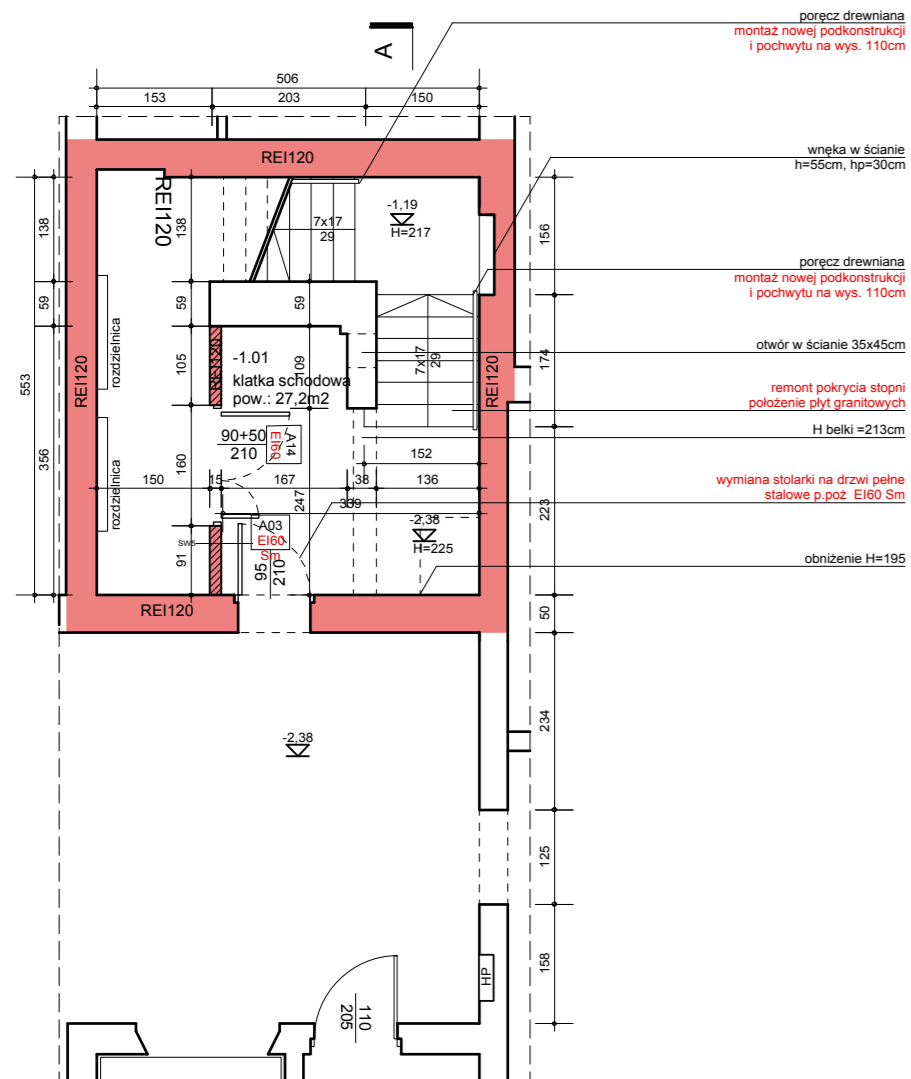 poręcz drewniana
montaż nowej podkonstrukcji
i pochwytu na wys. 110cm
A
506
153
203
150
wnęka w ścianie
h=55cm, hp=30cm
REI120
REI120
138
138
-1,19
H=217
7x17
29
156
poręcz drewniana
montaż nowej podkonstrukcji
i pochwytu na wys. 110cm
59
59
59
553
356
REI120
rozdzielnica
105
-1.01
klatka schodowa
pow.: 27,2m2
109
7x17
29
REI120
174
otwór w ścianie 35x45cm
remont pokrycia stopni
położenie płyt granitowych
H belki =213cm
90+50
210
A14
EI60
152
160
rozdzielnica
150
15
167
38
136
247
339
wymiana stolarki na drzwi pełne
stalowe p.poż  EI60 Sm
223
A03
EI60
Sm
SW5
-2,38
H=225
91
95
210
obniżenie H=195
REI120
50
234
-2,38
125
158
HP
110
205